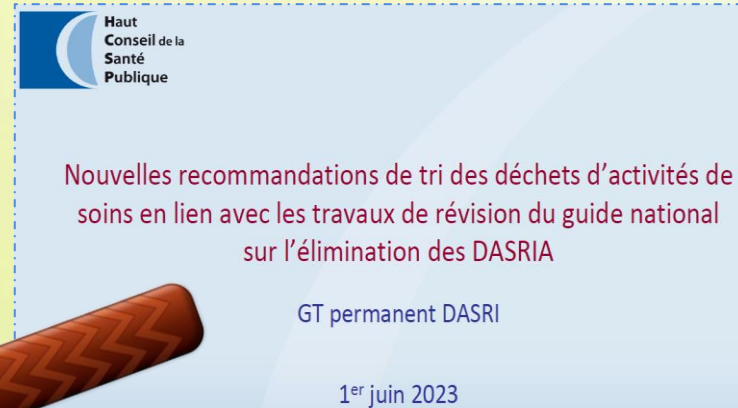 Haut
Conseil de la
Santé
Publique
Nouvelles recommandations de tri des déchets d’activités de
soins en lien avec les travaux de révision du guide national
sur l’élimination des DASRIA
GT permanent DASRI
1er juin 2023